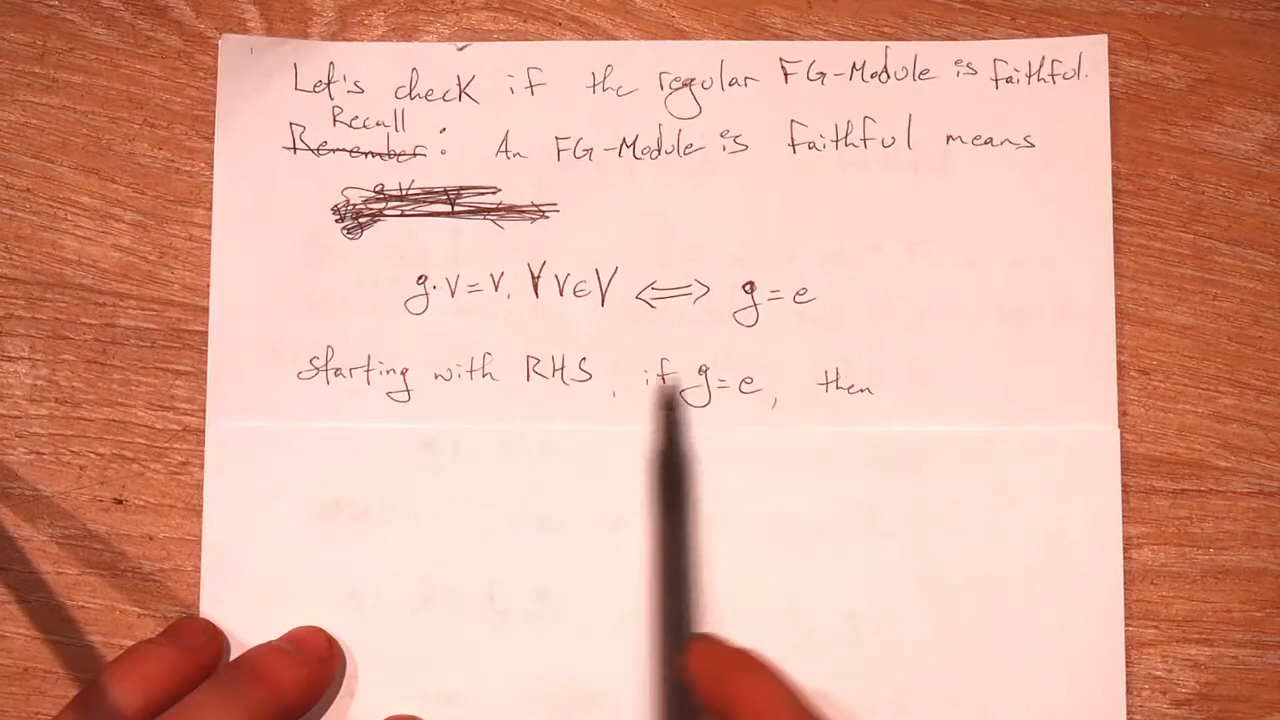 Let's check if the regular FG-Module is faithful.
Recall
Remember: An FG-Module is faithful means
g·v=v, ∀v∈V ⟺ g=e
starting with RHS, if g=e, then